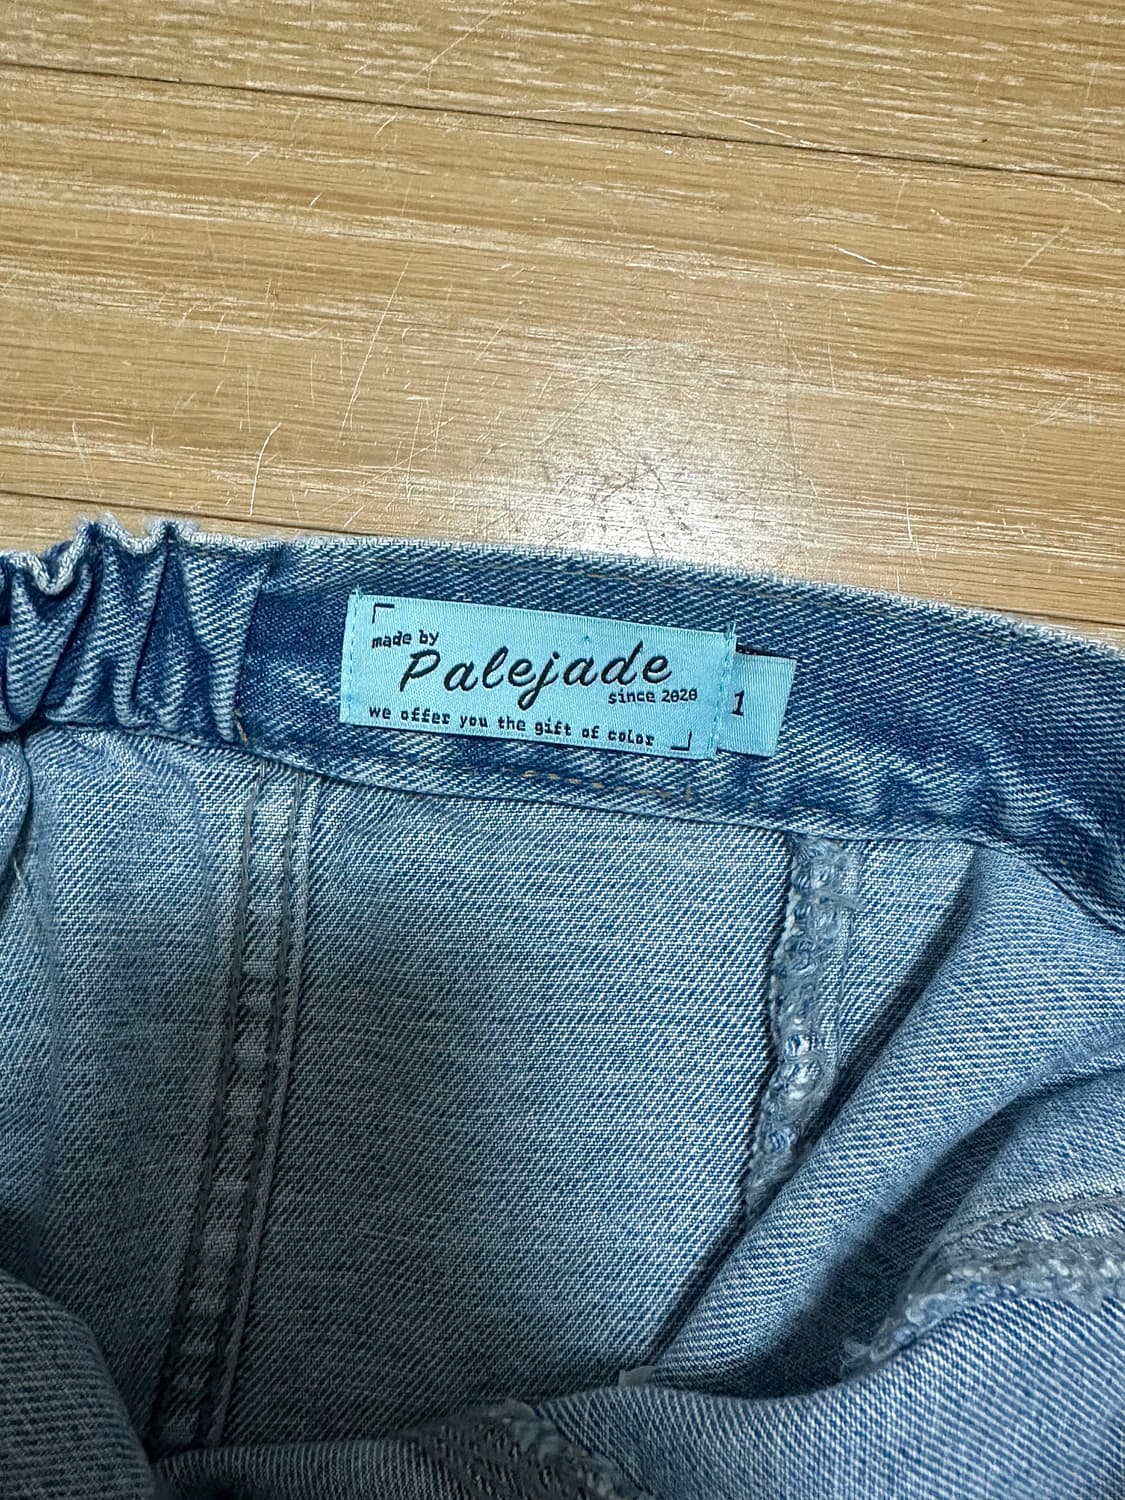 made by
Palejade
since 2020
we offer you the gift of color
1